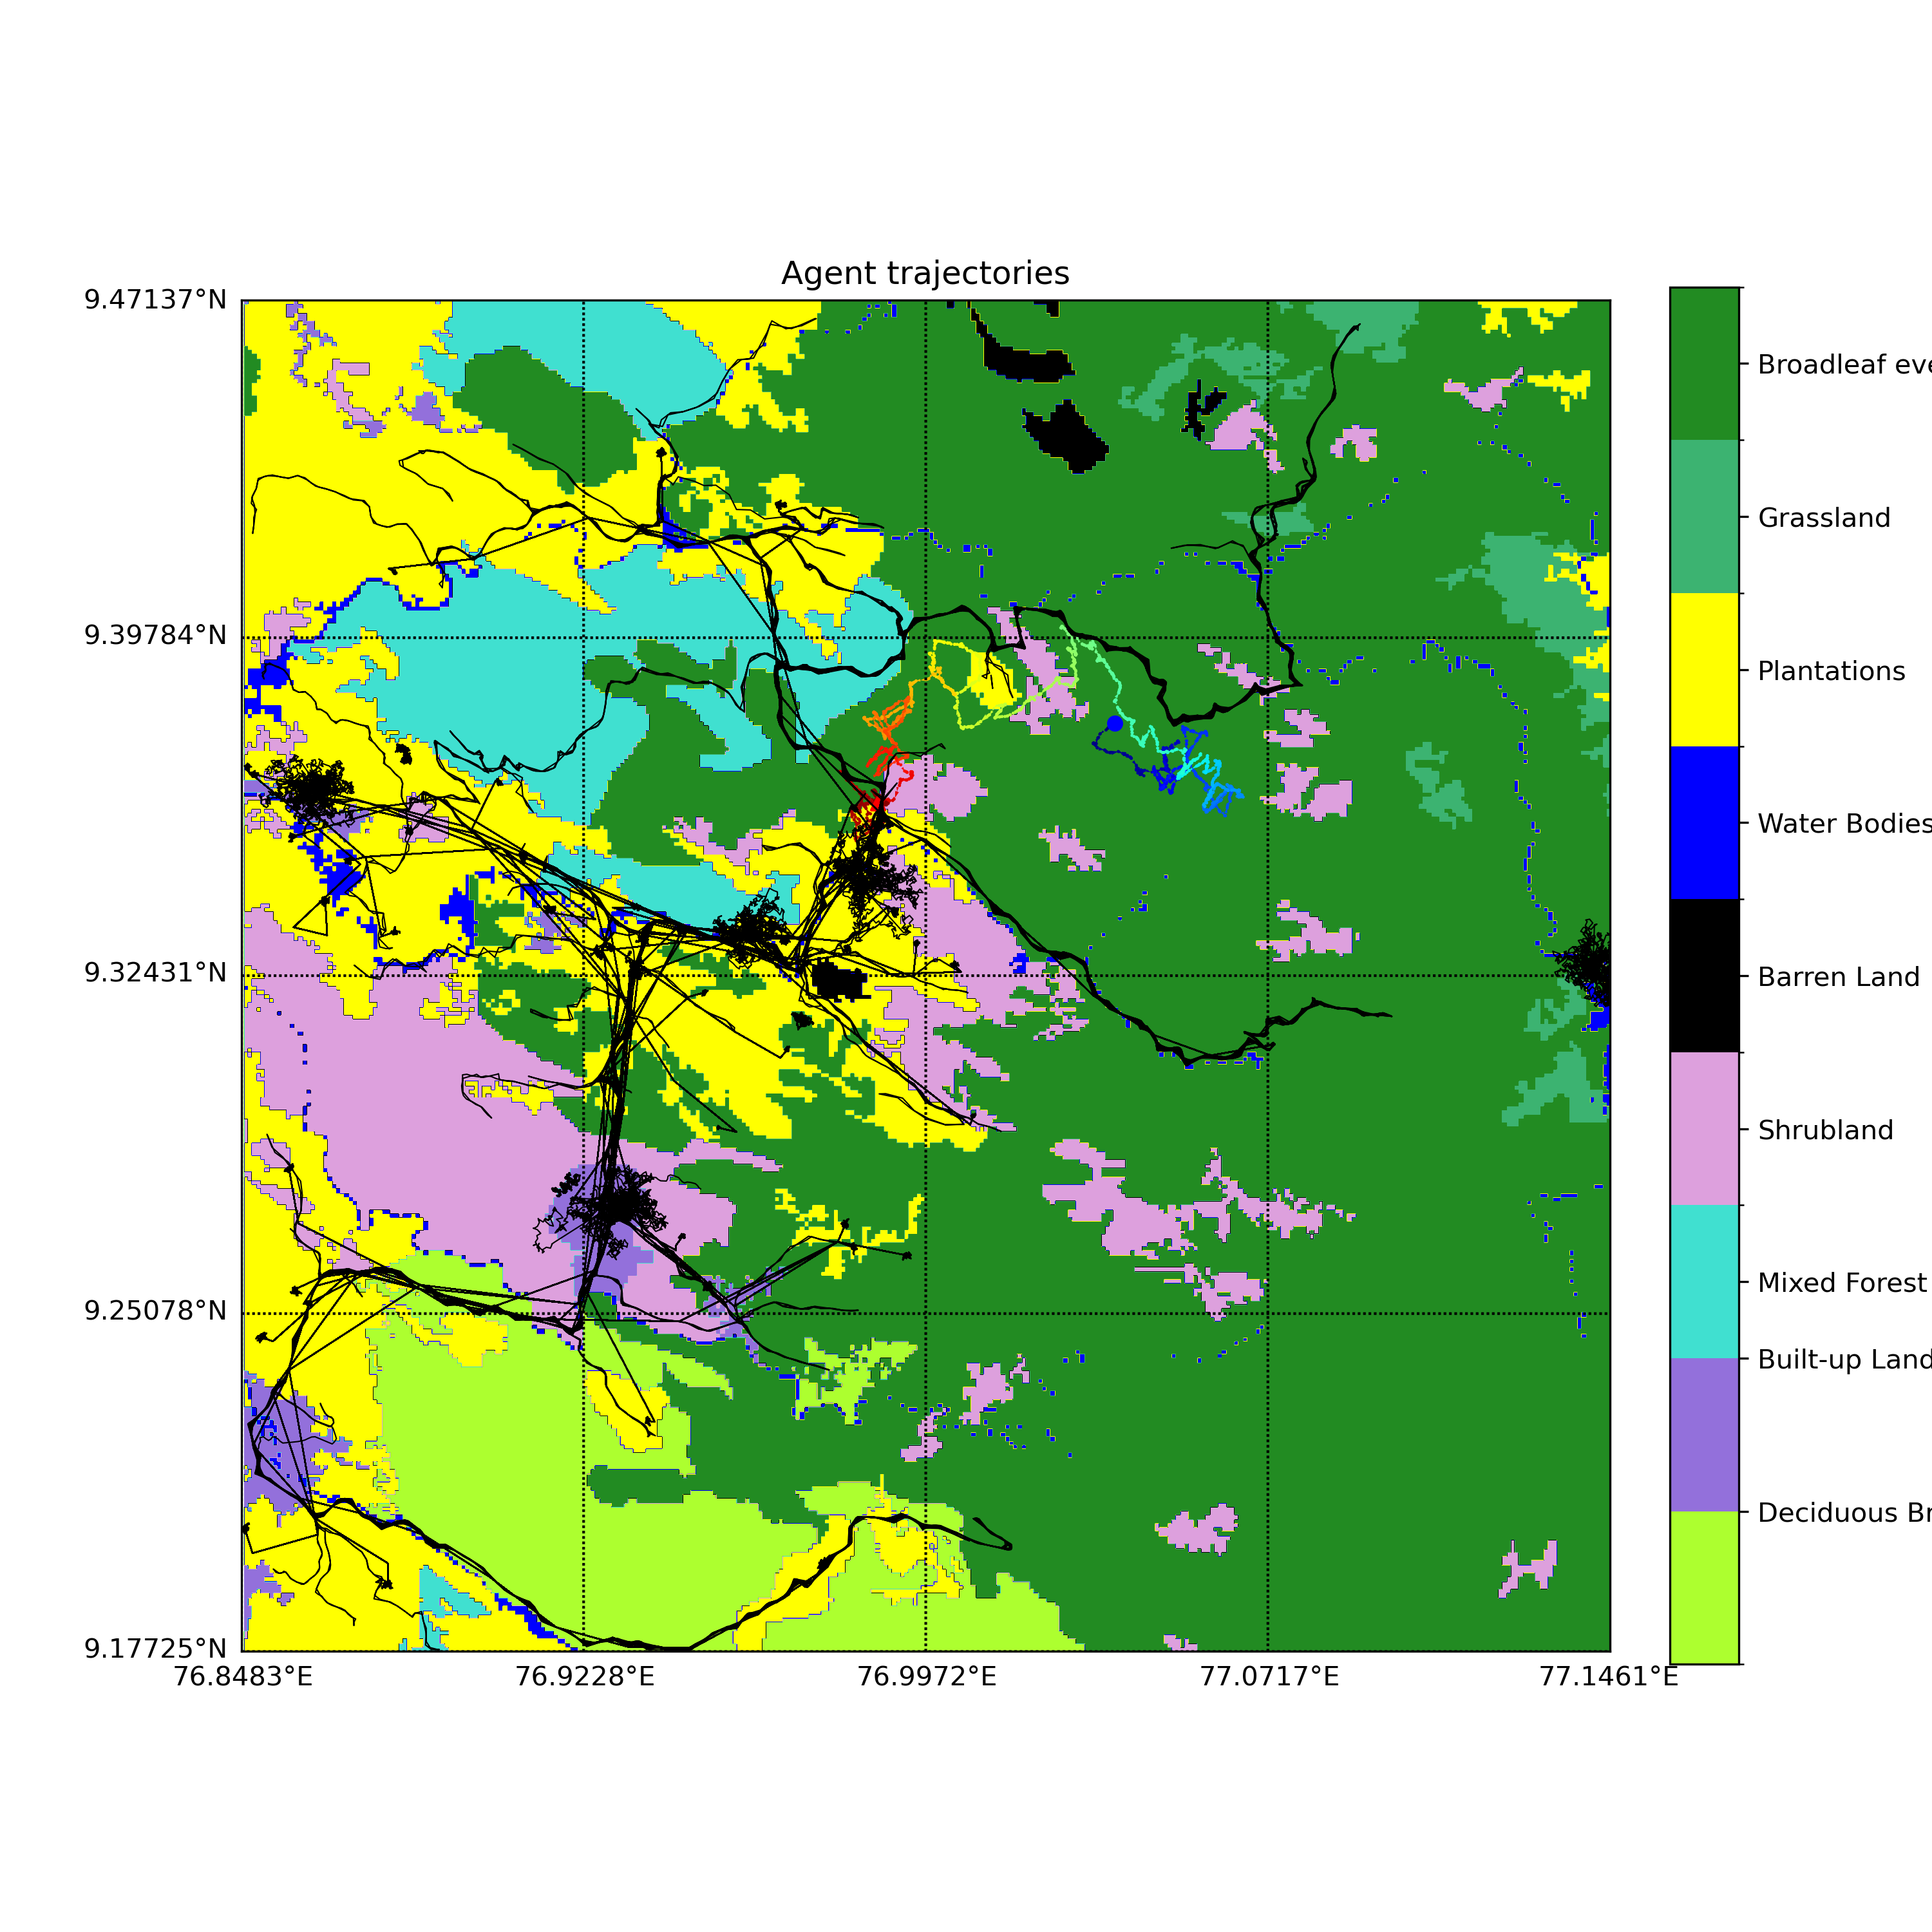 Agent trajectories
9.47137°N
9.39784°N
9.32431°N
9.25078°N
9.17725°N
76.8483°E
76.9228°E
76.9972°E
77.0717°E
77.1461°E
Broadleaf eve
Grassland
Plantations
Water Bodies
Barren Land
Shrubland
Mixed Forest
Built-up Land
Deciduous Br